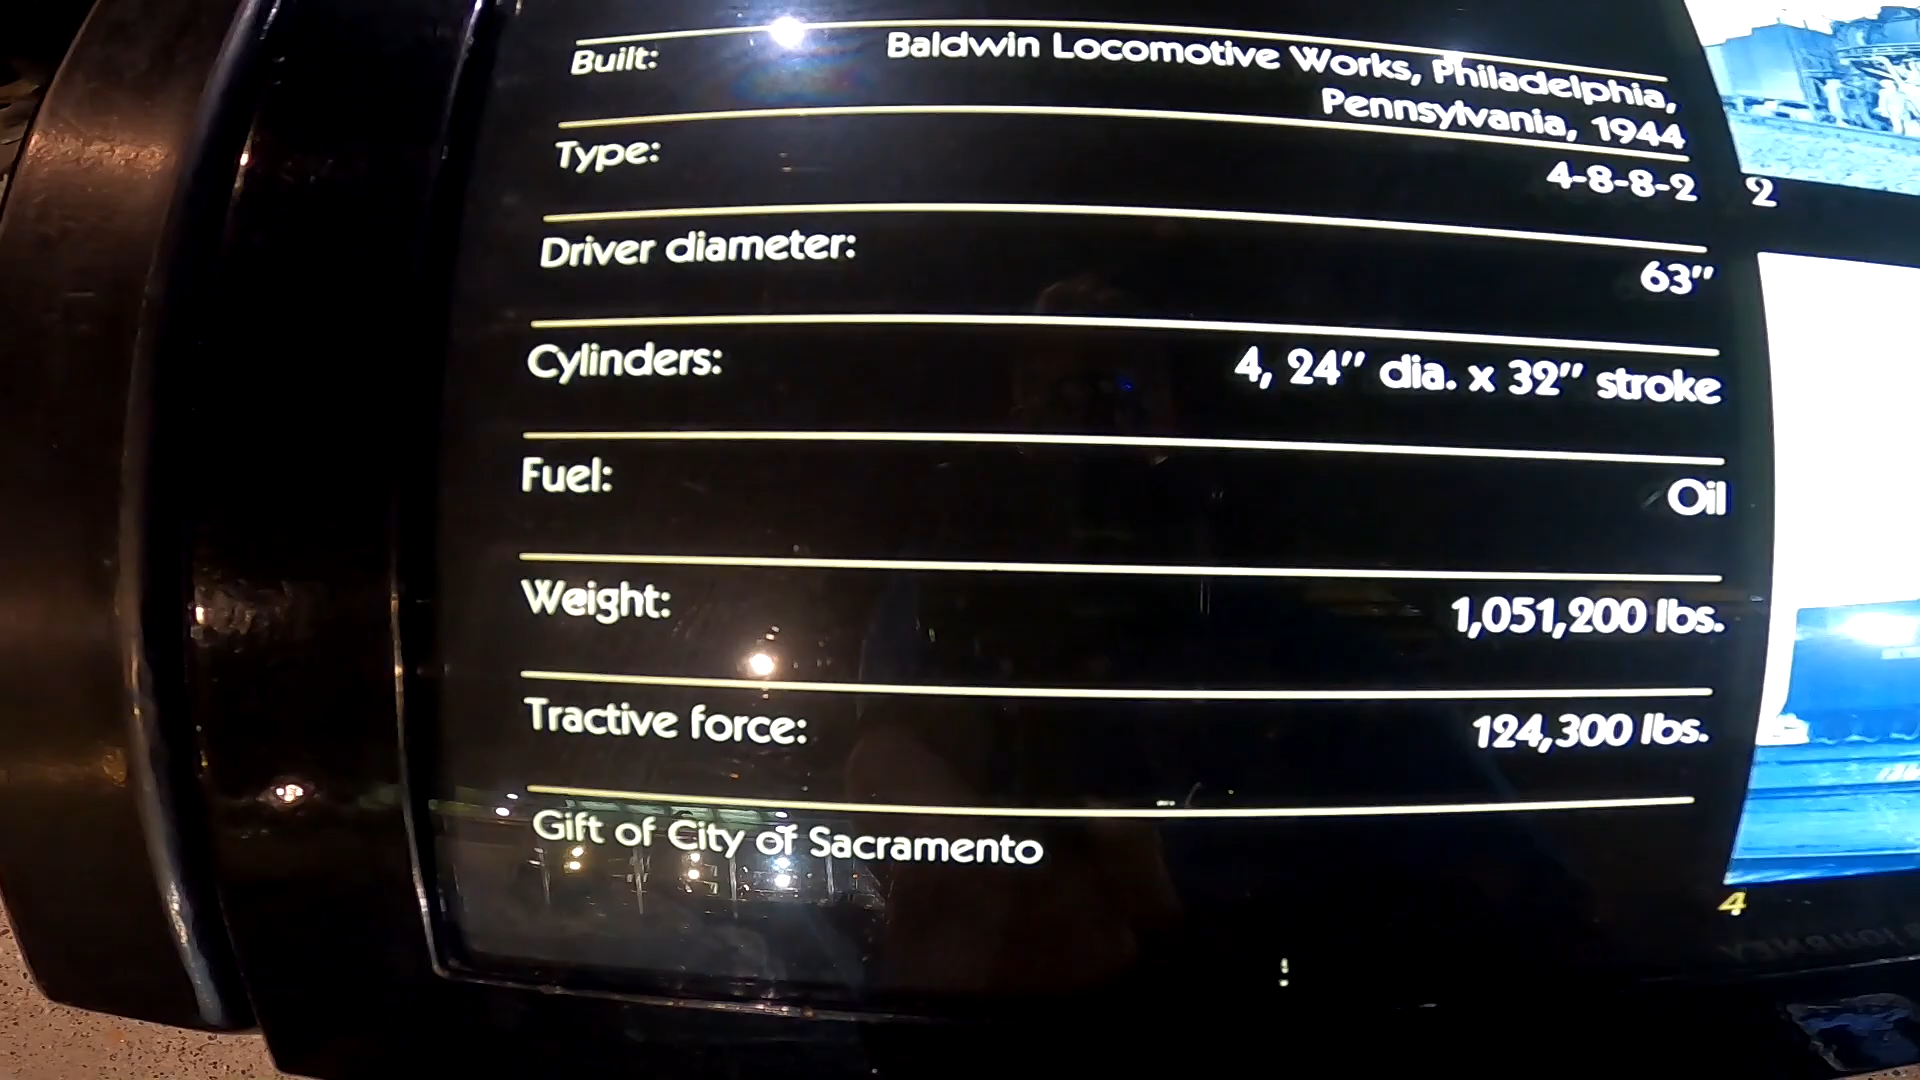 Built: Baldwin Locomotive Works, Philadelphia,
Pennsylvania, 1944
Type: 4-8-8-2
2
Driver diameter: 63"
Cylinders: 4, 24" dia. x 32" stroke
Fuel: Oil
Weight: 1,051,200 lbs.
Tractive force: 124,300 lbs.
Gift of City of Sacramento
4